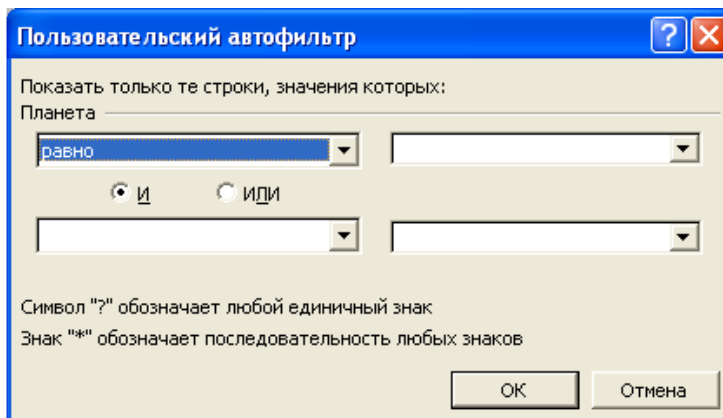 Пользовательский автофильтр
Показать только те строки, значения которых:
Планета
равно
И ИЛИ
Символ "?" обозначает любой единичный знак
Знак "*" обозначает последовательность любых знаков
ОК Отмена